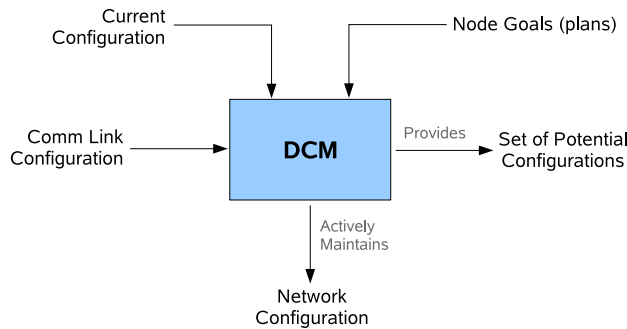 Current
Configuration
Node Goals (plans)
Comm Link
Configuration
DCM
Provides
Set of Potential
Configurations
Actively
Maintains
Network
Configuration